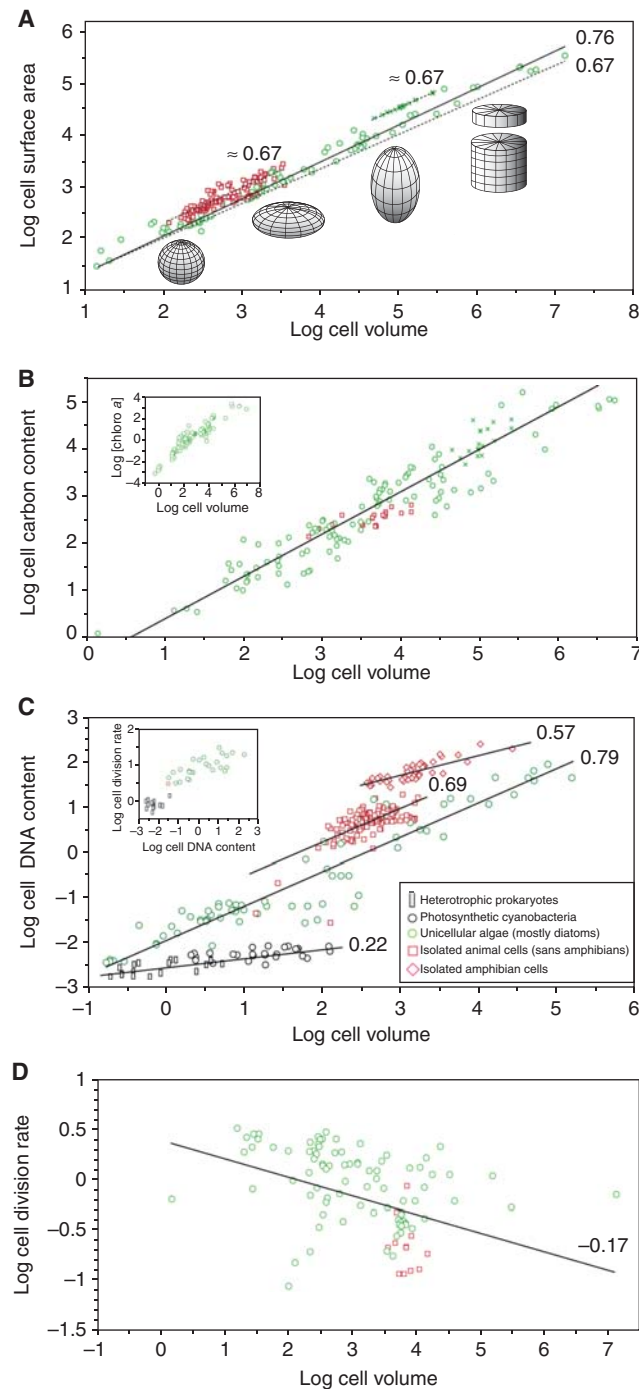 A
Log cell surface area
6
5
4
3
2
1
0.76
0.67
≈ 0.67
≈ 0.67
1 2 3 4 5 6 7 8
Log cell volume
B
Log cell carbon content
5
4
3
2
1
0
Log [chloro a]
4
2
0
−2
−4
0 2 4 6 8
Log cell volume
0 1 2 3 4 5 6 7
Log cell volume
C
Log cell DNA content
3
2
1
0
−1
−2
−3
Log cell division rate
2
1
0
−3 −2 −1 0 1 2 3
Log cell DNA content
0.57
0.79
0.69
0.22
Heterotrophic prokaryotes
Photosynthetic cyanobacteria
Unicellular algae (mostly diatoms)
Isolated animal cells (sans amphibians)
Isolated amphibian cells
−1 0 1 2 3 4 5 6
Log cell volume
D
Log cell division rate
1
0.5
0
−0.5
−1
−1.5
−0.17
−1 0 1 2 3 4 5 6 7
Log cell volume